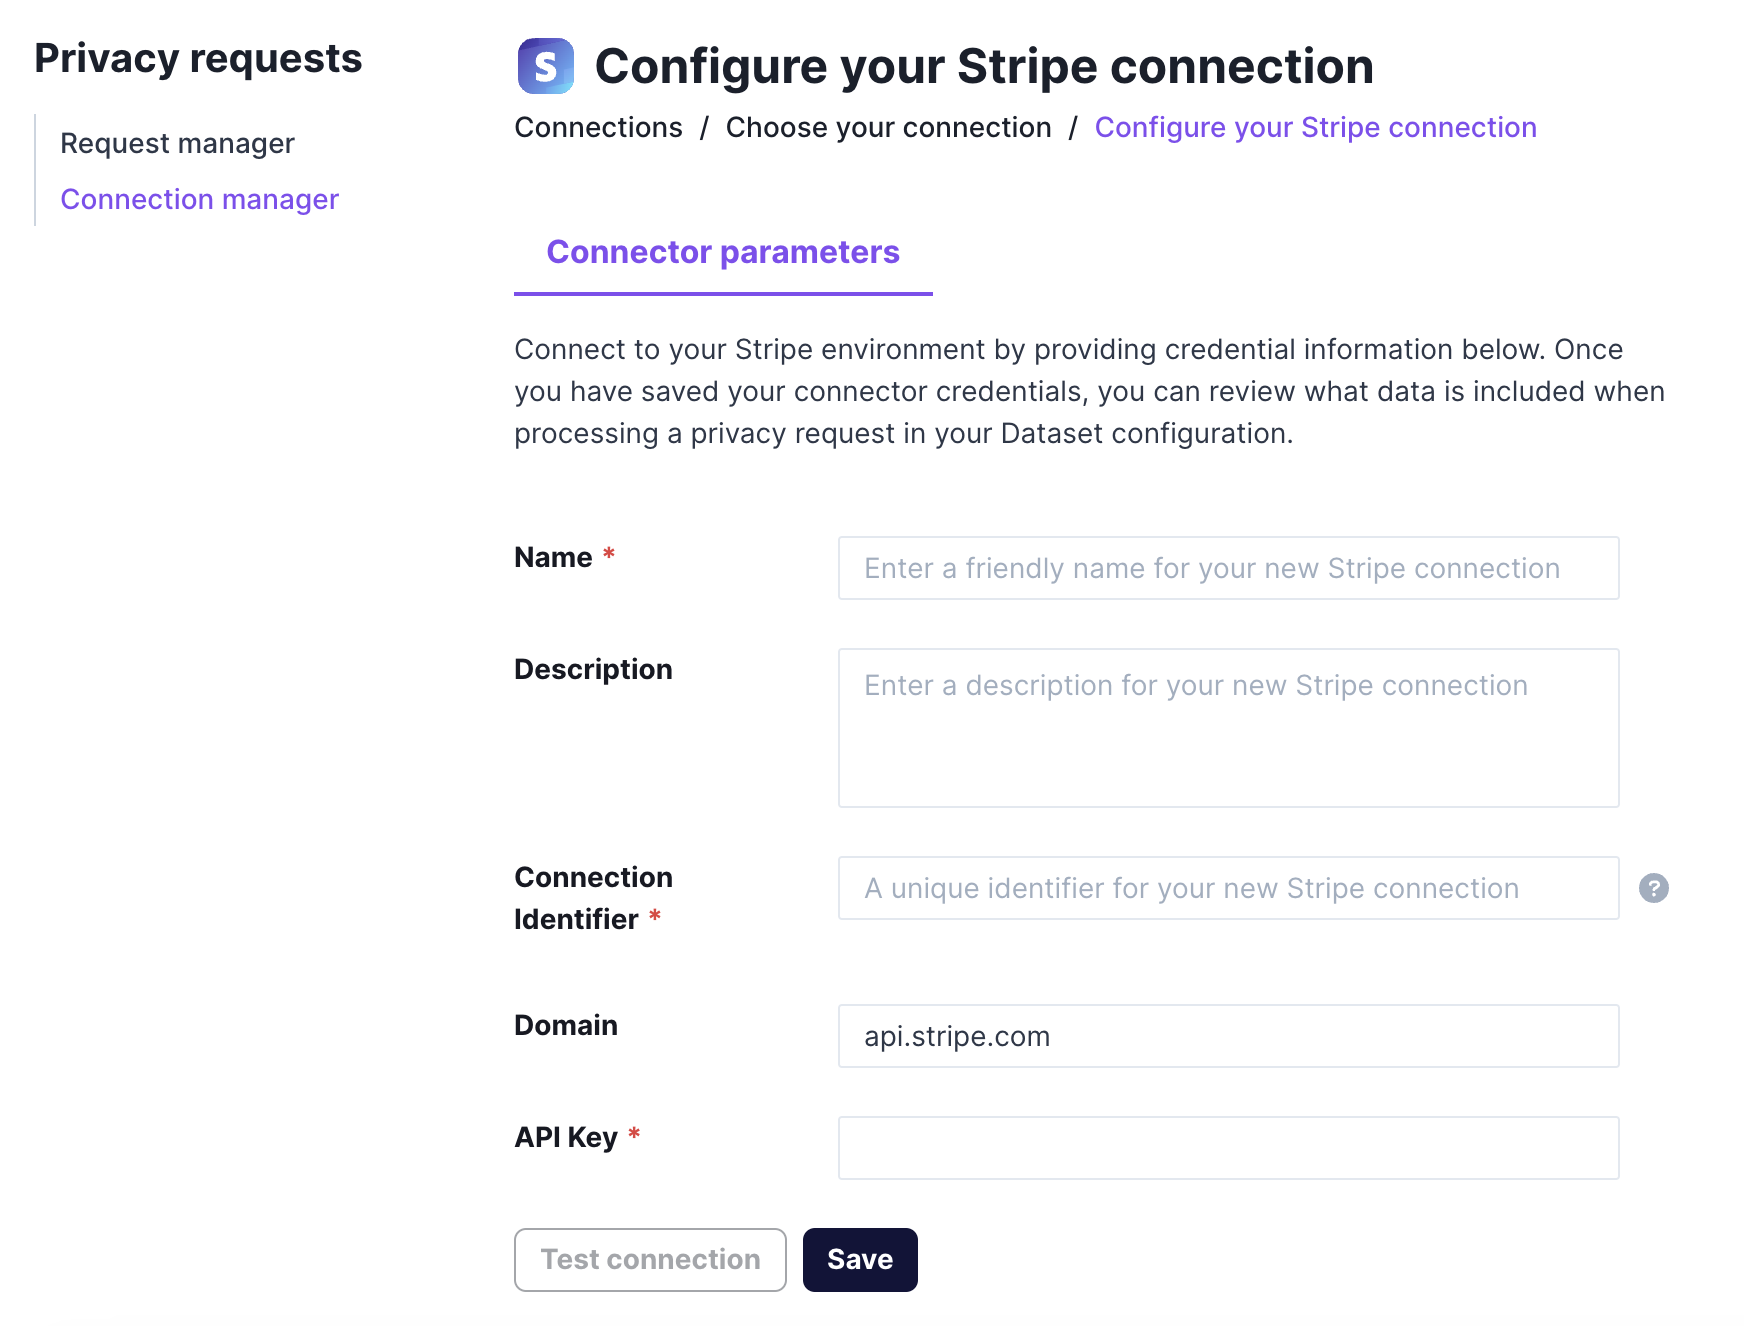 Privacy requests
Request manager
Connection manager
S Configure your Stripe connection
Connections / Choose your connection / Configure your Stripe connection
Connector parameters
Connect to your Stripe environment by providing credential information below. Once
you have saved your connector credentials, you can review what data is included when
processing a privacy request in your Dataset configuration.
Name *
Enter a friendly name for your new Stripe connection
Description
Enter a description for your new Stripe connection
Connection
Identifier *
A unique identifier for your new Stripe connection
?
Domain
api.stripe.com
API Key *
Test connection
Save